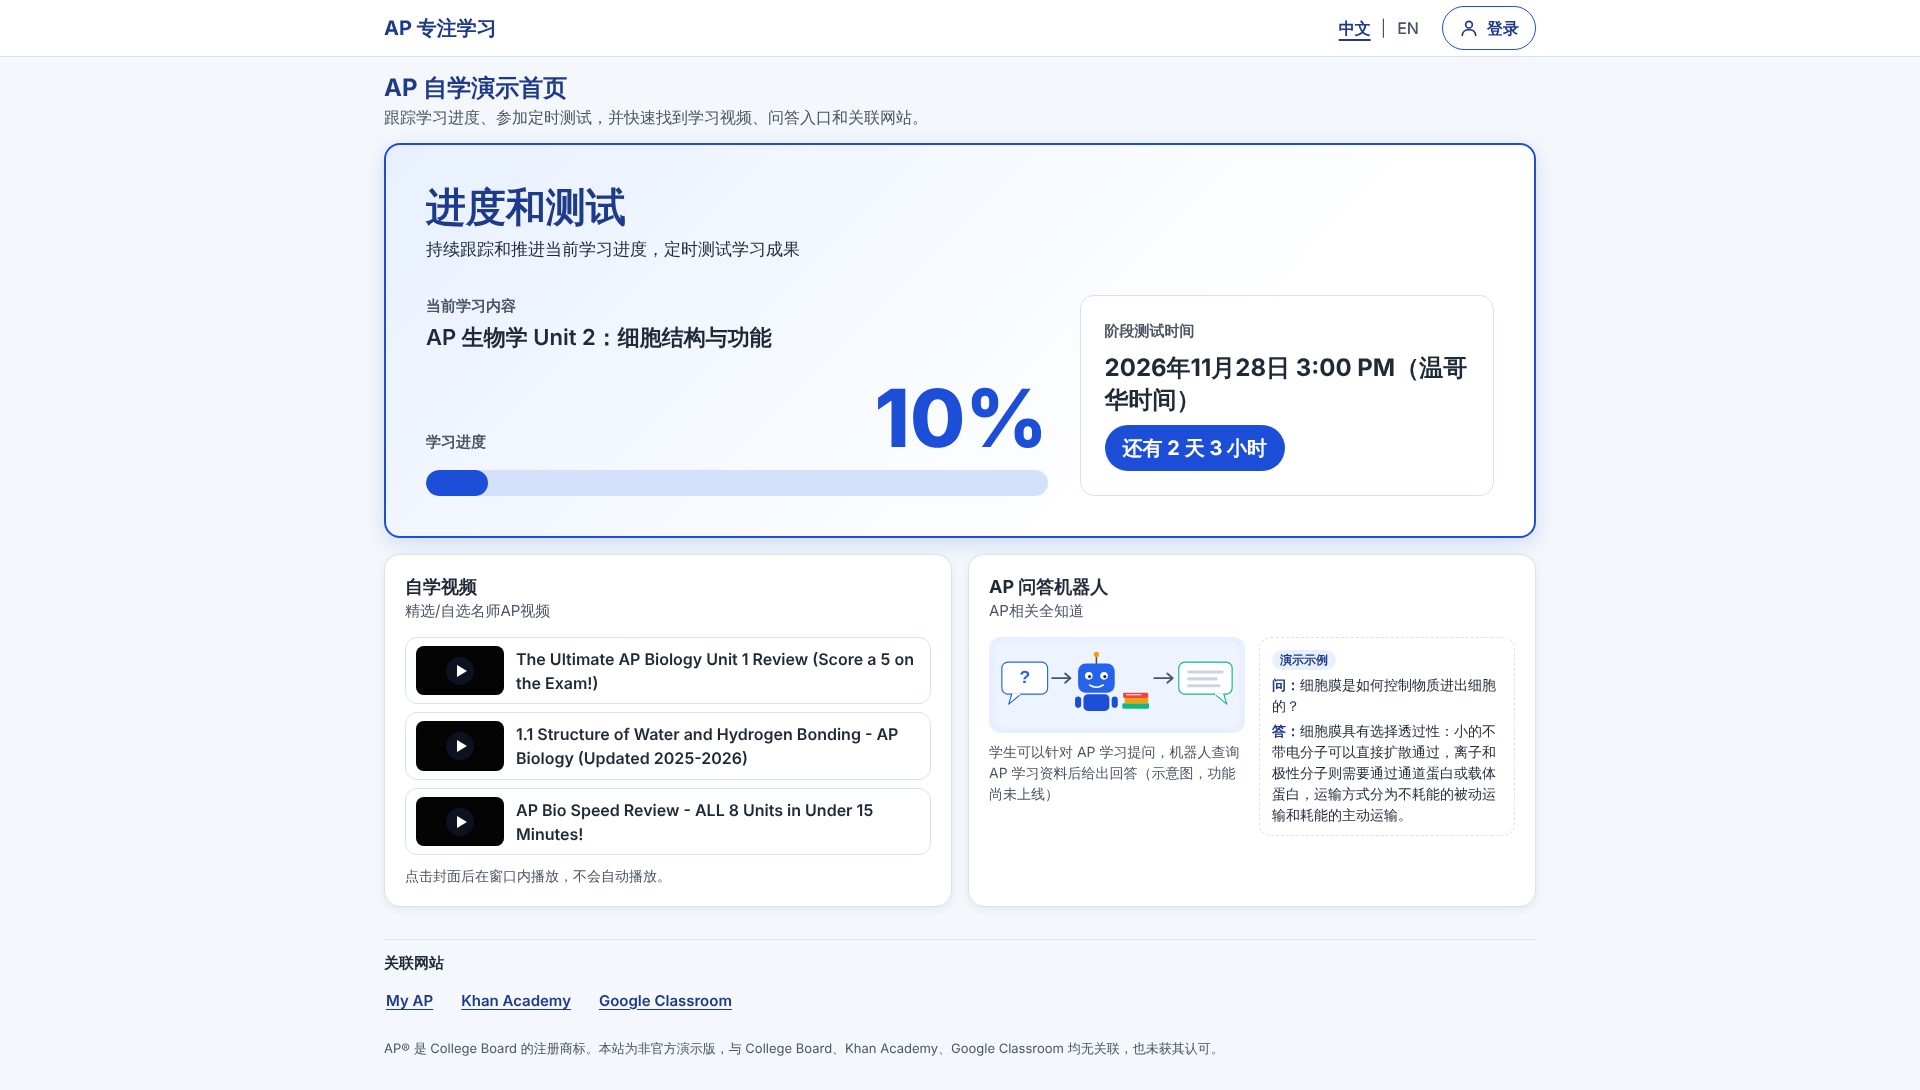 AP 专注学习
中文 | EN
登录
AP 自学演示首页
跟踪学习进度、参加定时测试，并快速找到学习视频、问答入口和关联网站。
进度和测试
持续跟踪和推进当前学习进度，定时测试学习成果
当前学习内容
AP 生物学 Unit 2：细胞结构与功能
学习进度
10%
阶段测试时间
2026年11月28日 3:00 PM（温哥
华时间）
还有 2 天 3 小时
自学视频
精选/自选名师AP视频
The Ultimate AP Biology Unit 1 Review (Score a 5 on
the Exam!)
1.1 Structure of Water and Hydrogen Bonding - AP
Biology (Updated 2025-2026)
AP Bio Speed Review - ALL 8 Units in Under 15
Minutes!
点击封面后在窗口内播放，不会自动播放。
AP 问答机器人
AP相关全知道
?
学生可以针对 AP 学习提问，机器人查询
AP 学习资料后给出回答（示意图，功能
尚未上线）
演示示例
问：细胞膜是如何控制物质进出细胞
的？
答：细胞膜具有选择透过性：小的不
带电分子可以直接扩散通过，离子和
极性分子则需要通过通道蛋白或载体
蛋白，运输方式分为不耗能的被动运
输和耗能的主动运输。
关联网站
My AP
Khan Academy
Google Classroom
AP® 是 College Board 的注册商标。本站为非官方演示版，与 College Board、Khan Academy、Google Classroom 均无关联，也未获其认可。